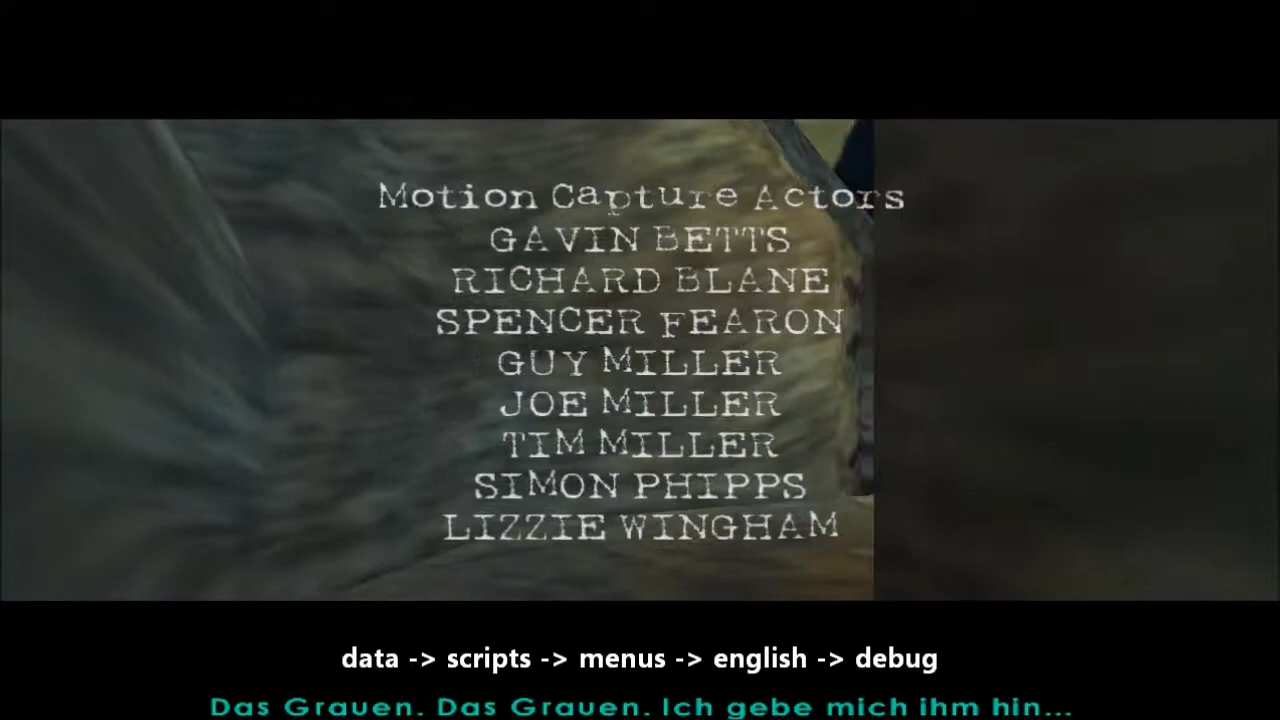 Motion Capture Actors
GAVIN BETTS
RICHARD BLANE
SPENCER FEARON
GUY MILLER
JOE MILLER
TIM MILLER
SIMON PHIPPS
LIZZIE WINGHAM
data -> scripts -> menus -> english -> debug
Das Grauen. Das Grauen. Ich gebe mich ihm hin...